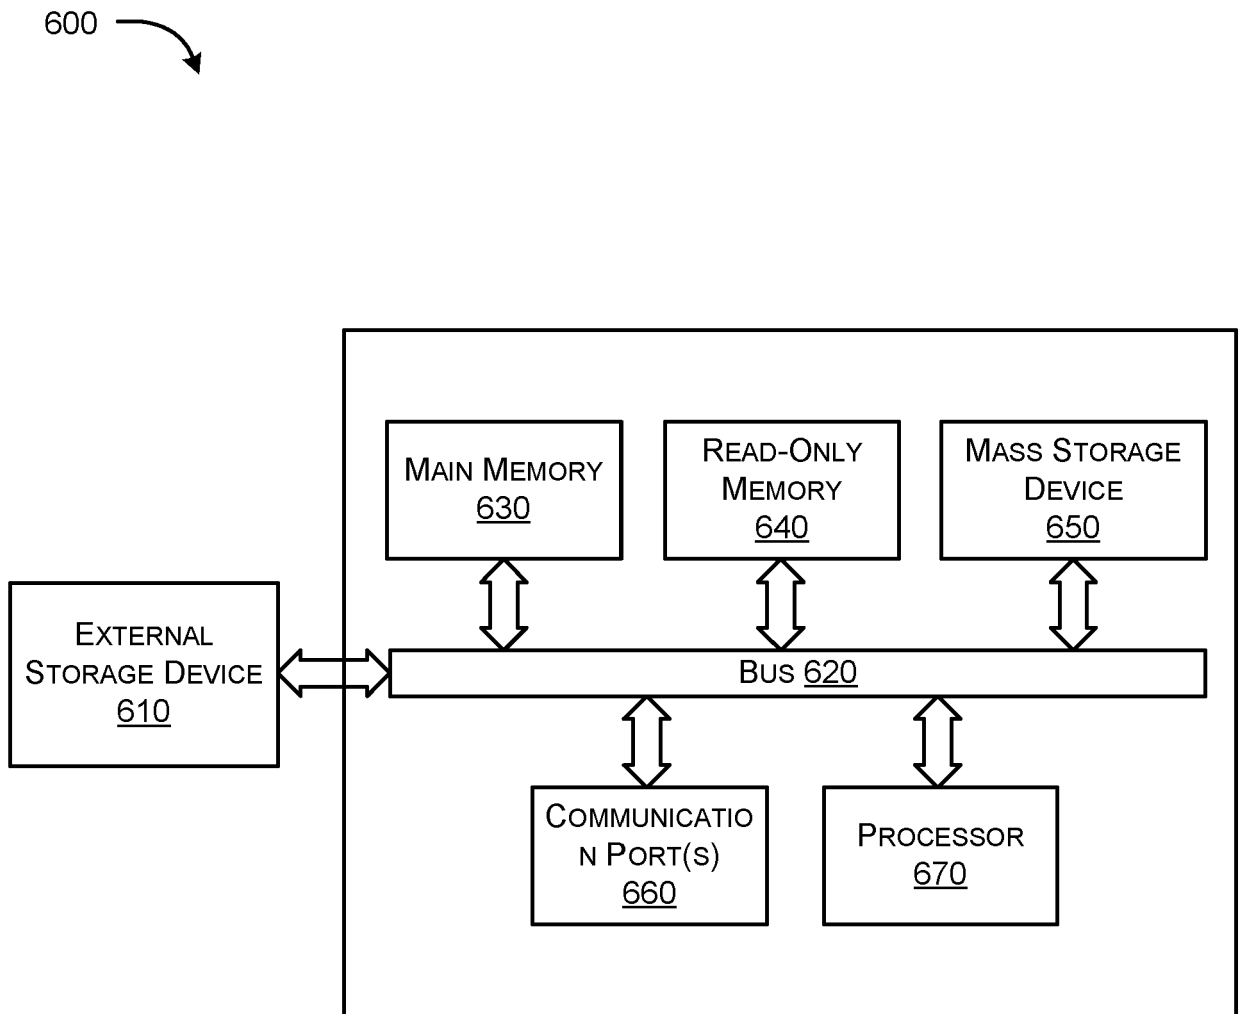 600
MAIN MEMORY
630
READ-ONLY
MEMORY
640
MASS STORAGE
DEVICE
650
EXTERNAL
STORAGE DEVICE
610
BUS 620
COMMUNICATIO
N PORT(S)
660
PROCESSOR
670